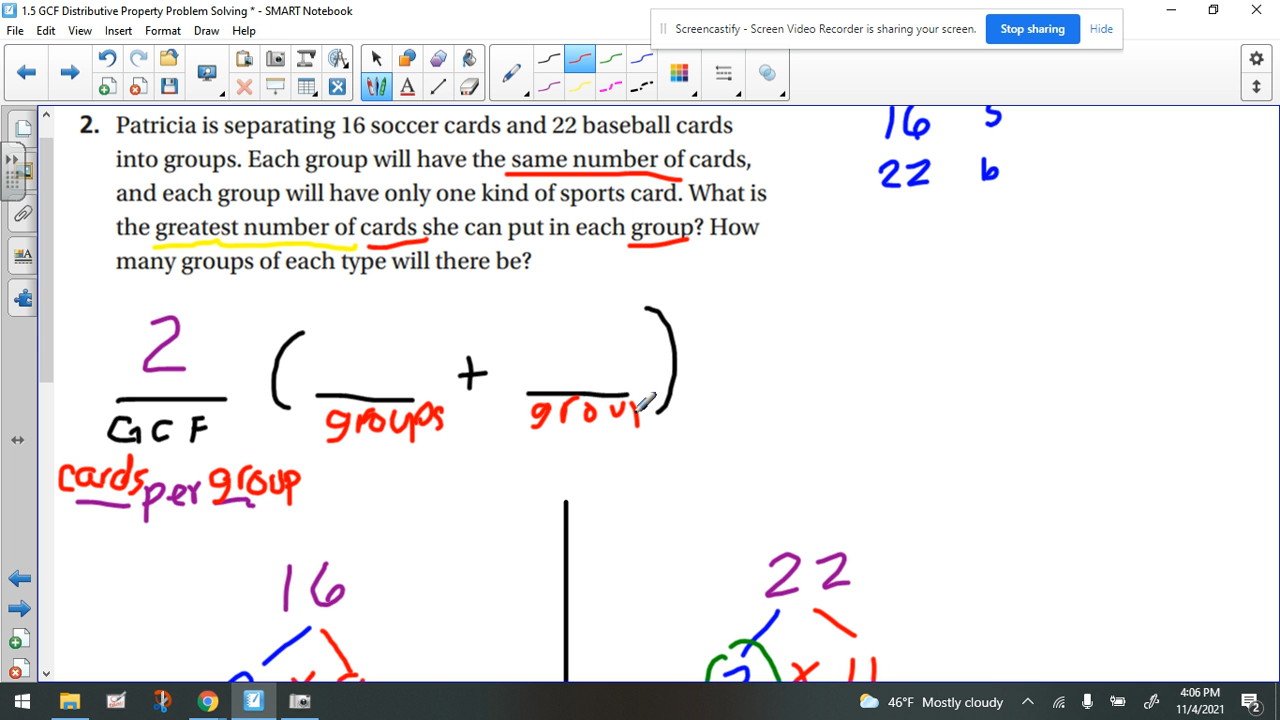 1.5 GCF Distributive Property Problem Solving * - SMART Notebook
File Edit View Insert Format Draw Help
Screencastify - Screen Video Recorder is sharing your screen. Stop sharing Hide
2. Patricia is separating 16 soccer cards and 22 baseball cards
into groups. Each group will have the same number of cards,
and each group will have only one kind of sports card. What is
the greatest number of cards she can put in each group? How
many groups of each type will there be?
16 s
22 b
2 ( + )
GCF groups group
cards per group
16 22
x 11
46°F Mostly cloudy
4:06 PM
11/4/2021
2